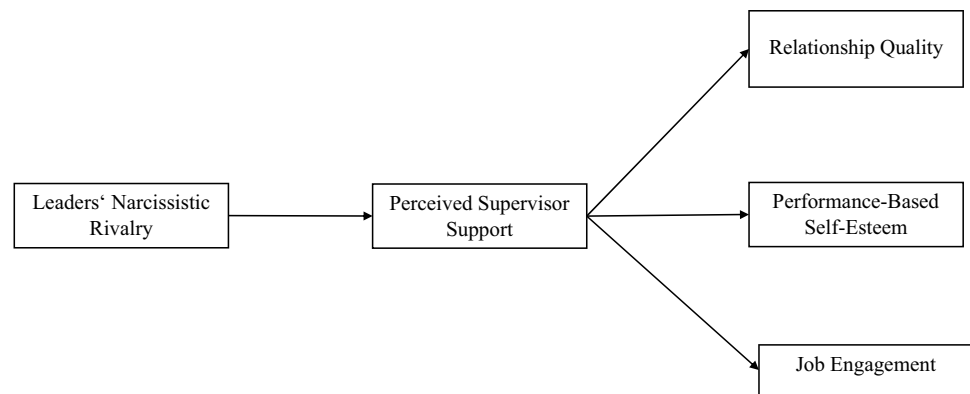 Relationship Quality
Leaders‘ Narcissistic
Rivalry
Perceived Supervisor
Support
Performance-Based
Self-Esteem
Job Engagement